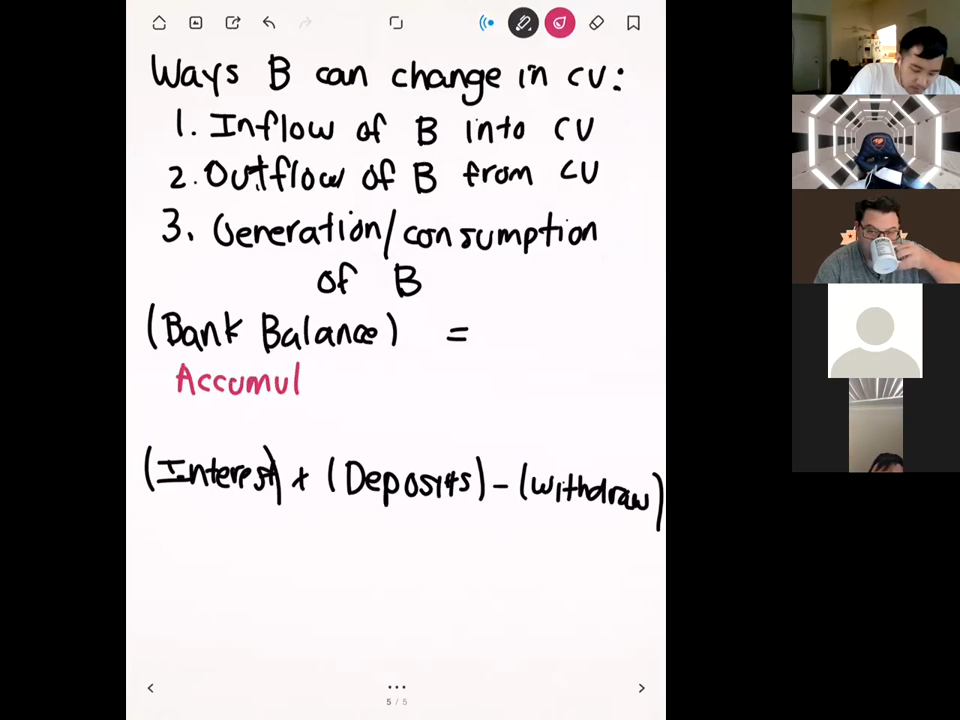 Ways B can change in CV:
1. Inflow of B into CV
2. Outflow of B from CV
3. Generation/consumption
of B
(Bank Balance) =
Accumul
(Interest) + (Deposits) - (withdraw)
5 / 5